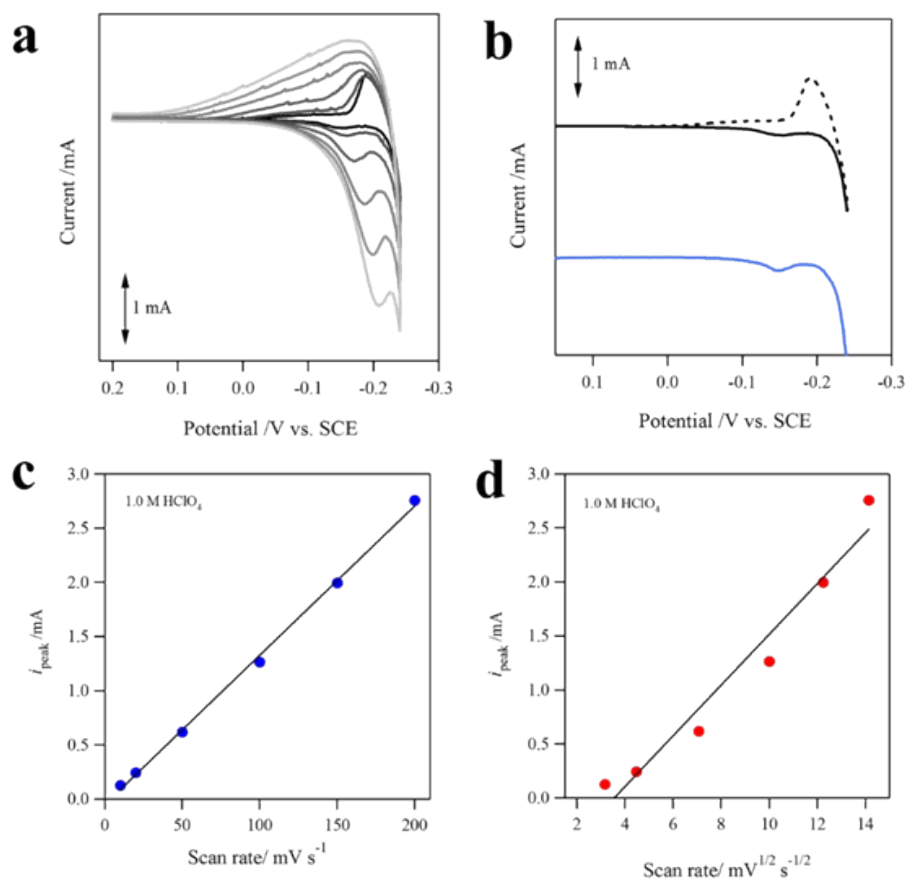 a
Current /mA
1 mA
0.2 0.1 0.0 -0.1 -0.2 -0.3
Potential /V vs. SCE
b
1 mA
Current /mA
0.1 0.0 -0.1 -0.2 -0.3
Potential /V vs. SCE
c
3.0
1.0 M HClO4
2.5
2.0
1.5
1.0
0.5
0.0
ipeak /mA
0 50 100 150 200
Scan rate/ mV s-1
d
3.0
1.0 M HClO4
2.5
2.0
1.5
1.0
0.5
0.0
ipeak /mA
2 4 6 8 10 12 14
Scan rate/ mV1/2 s-1/2